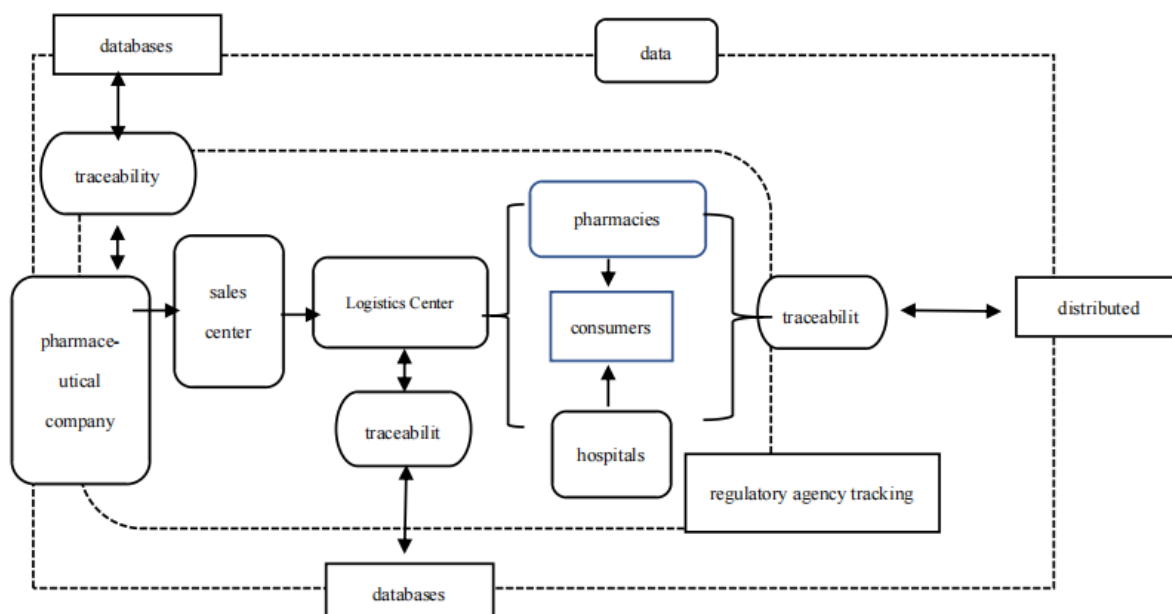 databases
data
traceability
pharmacies
sales
center
Logistics Center
consumers
traceabilit
distributed
pharmace-
utical
company
traceabilit
hospitals
regulatory agency tracking
databases